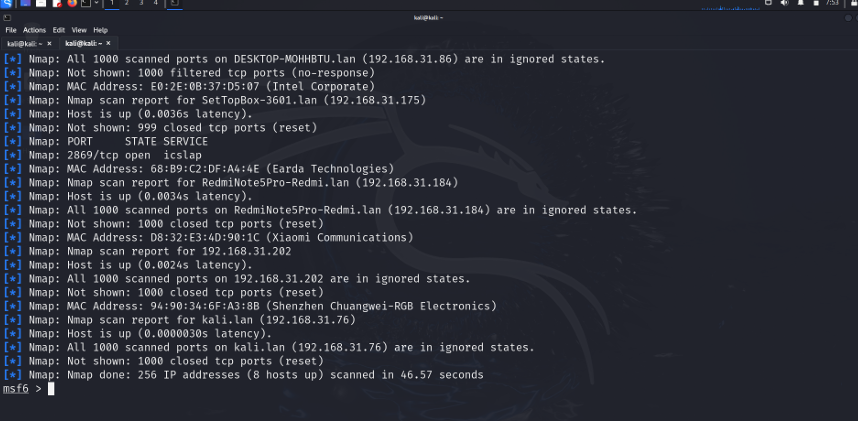 1 2 3 4
7:53
kali@kali: ~
File Actions Edit View Help
kali@kali: ~ × kali@kali: ~ ×
[*] Nmap: All 1000 scanned ports on DESKTOP-MOHHBTU.lan (192.168.31.86) are in ignored states.
[*] Nmap: Not shown: 1000 filtered tcp ports (no-response)
[*] Nmap: MAC Address: E0:2E:0B:37:D5:07 (Intel Corporate)
[*] Nmap: Nmap scan report for SetTopBox-3601.lan (192.168.31.175)
[*] Nmap: Host is up (0.0036s latency).
[*] Nmap: Not shown: 999 closed tcp ports (reset)
[*] Nmap: PORT     STATE SERVICE
[*] Nmap: 2869/tcp open  icslap
[*] Nmap: MAC Address: 68:B9:C2:DF:A4:4E (Earda Technologies)
[*] Nmap: Nmap scan report for RedmiNote5Pro-Redmi.lan (192.168.31.184)
[*] Nmap: Host is up (0.0034s latency).
[*] Nmap: All 1000 scanned ports on RedmiNote5Pro-Redmi.lan (192.168.31.184) are in ignored states.
[*] Nmap: Not shown: 1000 closed tcp ports (reset)
[*] Nmap: MAC Address: D8:32:E3:4D:90:1C (Xiaomi Communications)
[*] Nmap: Nmap scan report for 192.168.31.202
[*] Nmap: Host is up (0.0024s latency).
[*] Nmap: All 1000 scanned ports on 192.168.31.202 are in ignored states.
[*] Nmap: Not shown: 1000 closed tcp ports (reset)
[*] Nmap: MAC Address: 94:90:34:6F:A3:8B (Shenzhen Chuangwei-RGB Electronics)
[*] Nmap: Nmap scan report for kali.lan (192.168.31.76)
[*] Nmap: Host is up (0.0000030s latency).
[*] Nmap: All 1000 scanned ports on kali.lan (192.168.31.76) are in ignored states.
[*] Nmap: Not shown: 1000 closed tcp ports (reset)
[*] Nmap: Nmap done: 256 IP addresses (8 hosts up) scanned in 46.57 seconds
msf6 >